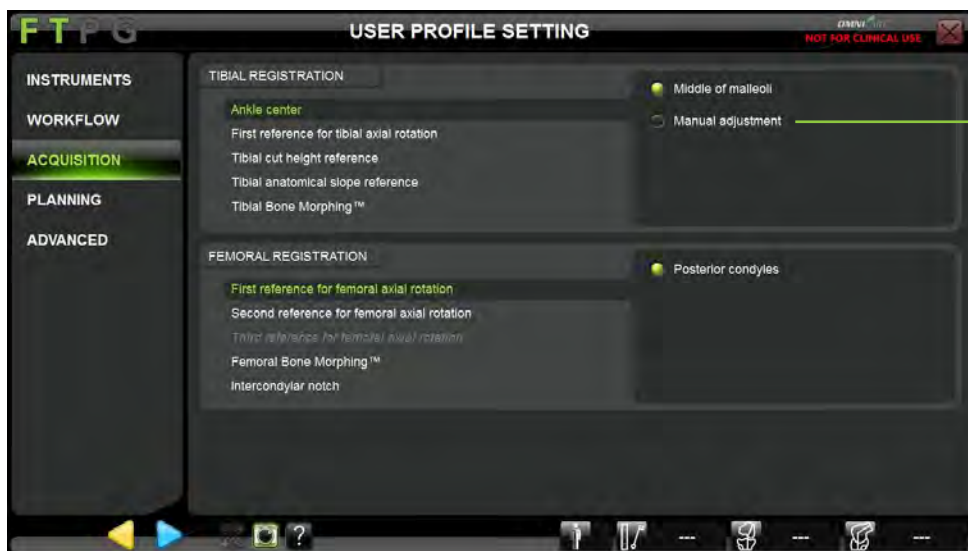 FTPG
USER PROFILE SETTING
NOT FOR CLINICAL USE
INSTRUMENTS
WORKFLOW
ACQUISITION
PLANNING
ADVANCED
TIBIAL REGISTRATION
Ankle center
First reference for tibial axial rotation
Tibial cut height reference
Tibial anatomical slope reference
Tibial Bone Morphing™
Middle of malleoli
Manual adjustment
FEMORAL REGISTRATION
First reference for femoral axial rotation
Second reference for femoral axial rotation
Third reference for femoral axial rotation
Femoral Bone Morphing™
Intercondylar notch
Posterior condyles
?
--- --- ---